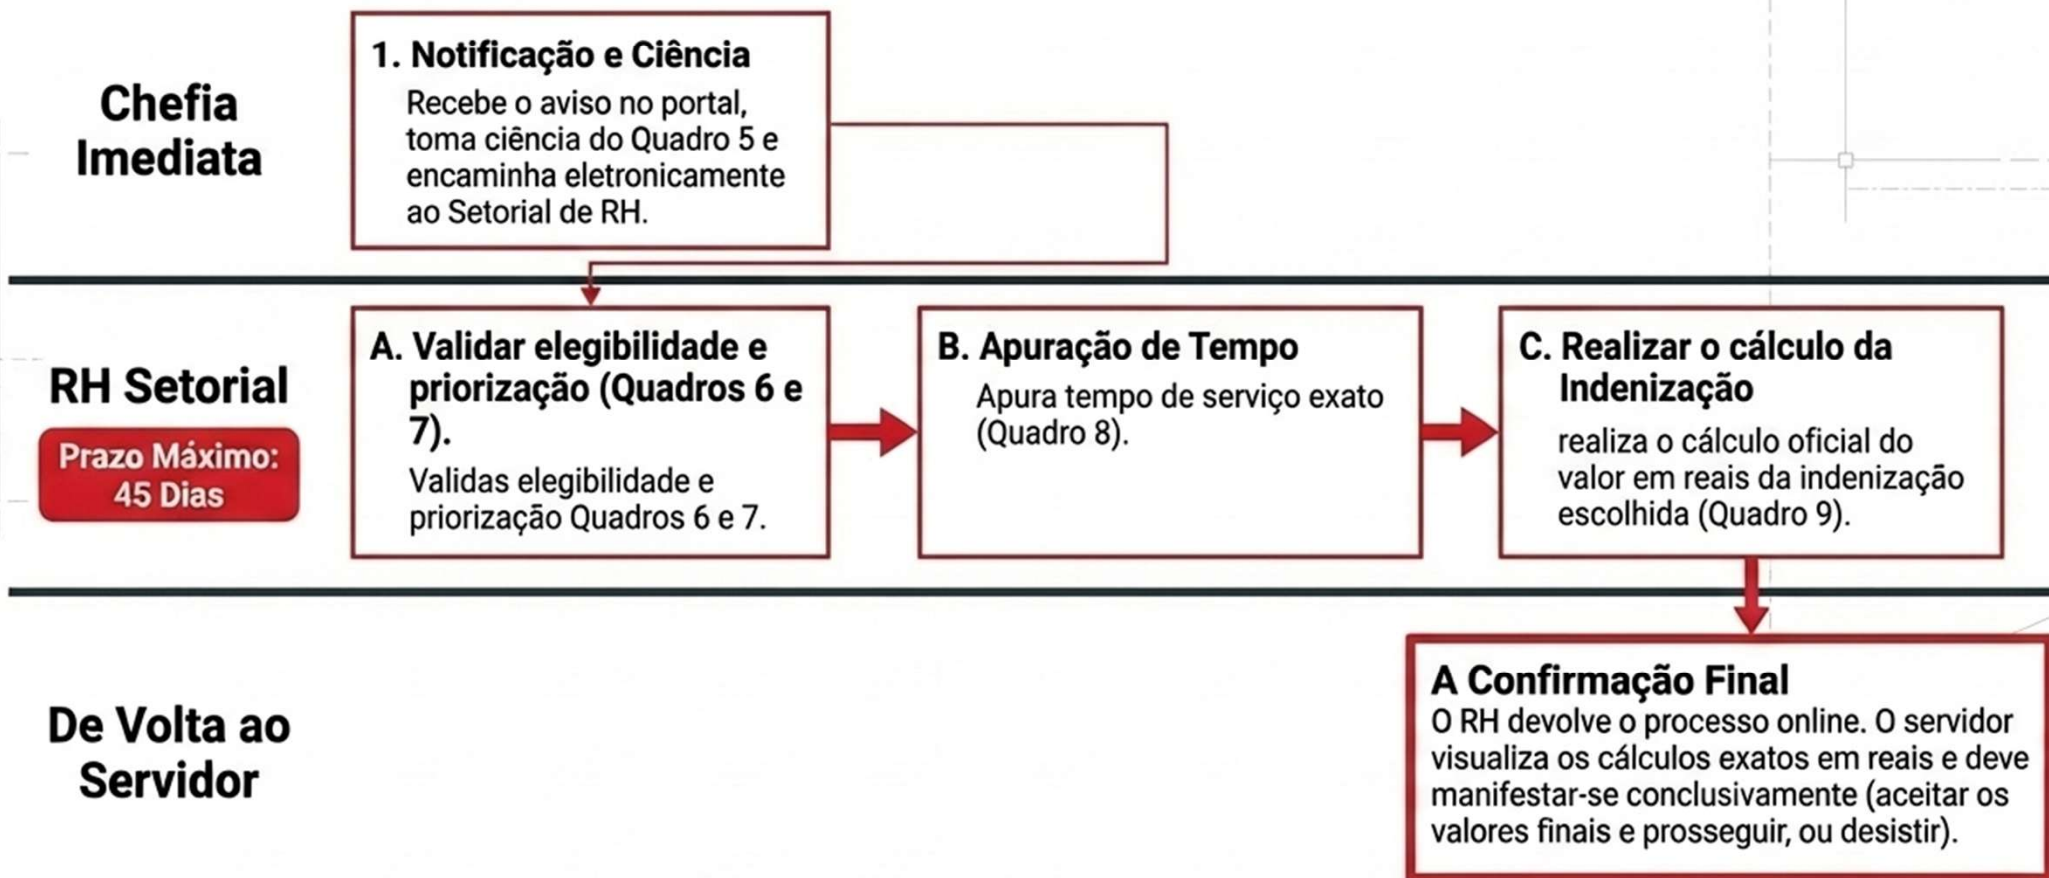 Chefia
Imediata
1. Notificação e Ciência
Recebe o aviso no portal,
toma ciência do Quadro 5 e
encaminha eletronicamente
ao Setorial de RH.
RH Setorial
Prazo Máximo:
45 Dias
A. Validar elegibilidade e
priorização (Quadros 6 e
7).
Validas elegibilidade e
priorização Quadros 6 e 7.
B. Apuração de Tempo
Apura tempo de serviço exato
(Quadro 8).
C. Realizar o cálculo da
Indenização
realiza o cálculo oficial do
valor em reais da indenização
escolhida (Quadro 9).
De Volta ao
Servidor
A Confirmação Final
O RH devolve o processo online. O servidor
visualiza os cálculos exatos em reais e deve
manifestar-se conclusivamente (aceitar os
valores finais e prosseguir, ou desistir).